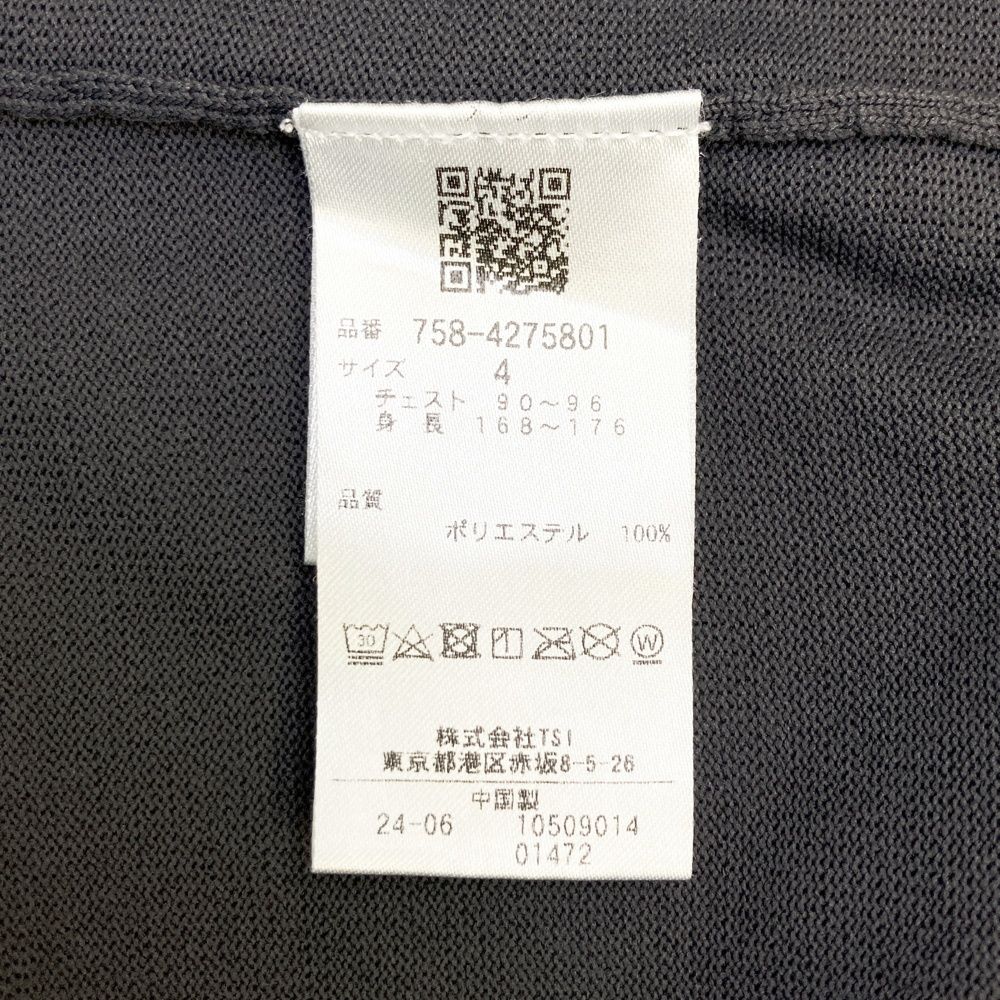 品番 758-4275801
サイズ 4
チェスト 90～96
身長 168～176
品質
ポリエステル 100%
30
W
株式会社TSI
東京都港区赤坂8-5-26
中国製
24-06 10509014
01472